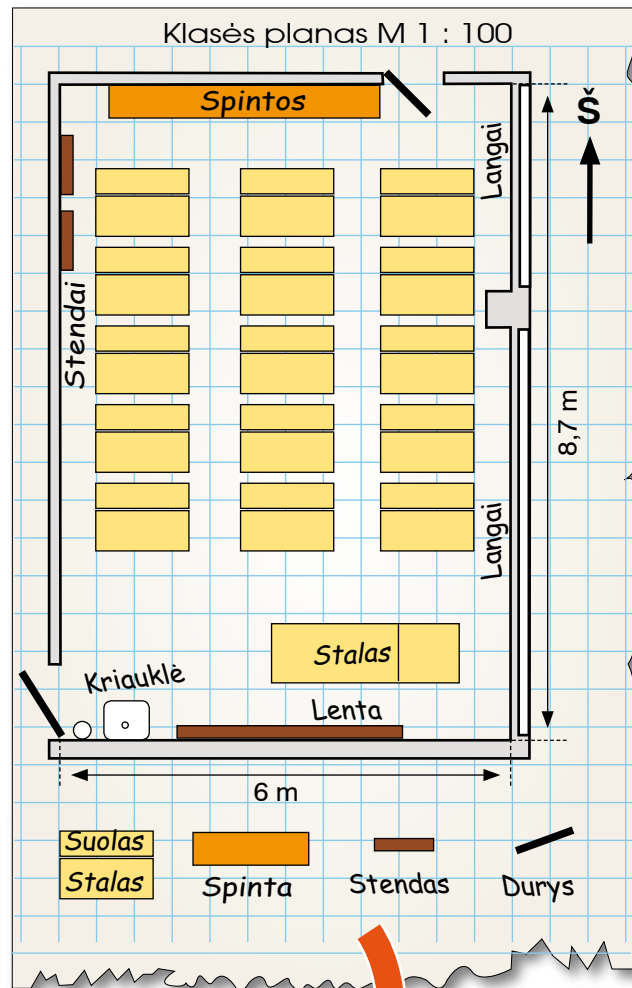 Klasės planas M 1 : 100
Spintos
Š
Langai
Stendai
8,7 m
Langai
Stalas
Kriauklė
Lenta
6 m
Suolas
Stalas
Spinta
Stendas
Durys